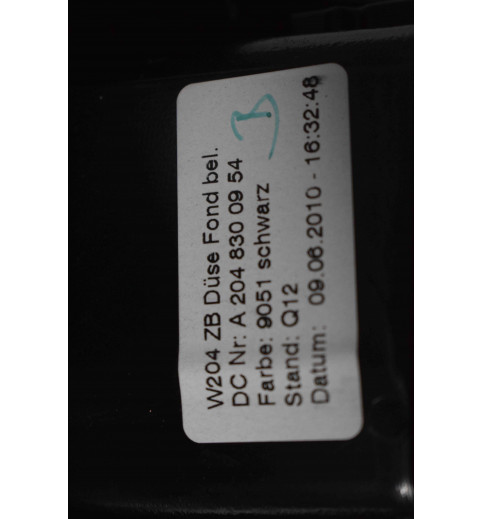 W204 ZB Düse Fond bel.
DC Nr: A 204 830 09 54
Farbe: 9051 schwarz
Stand: Q12
Datum: 09.06.2010 - 16:32:48